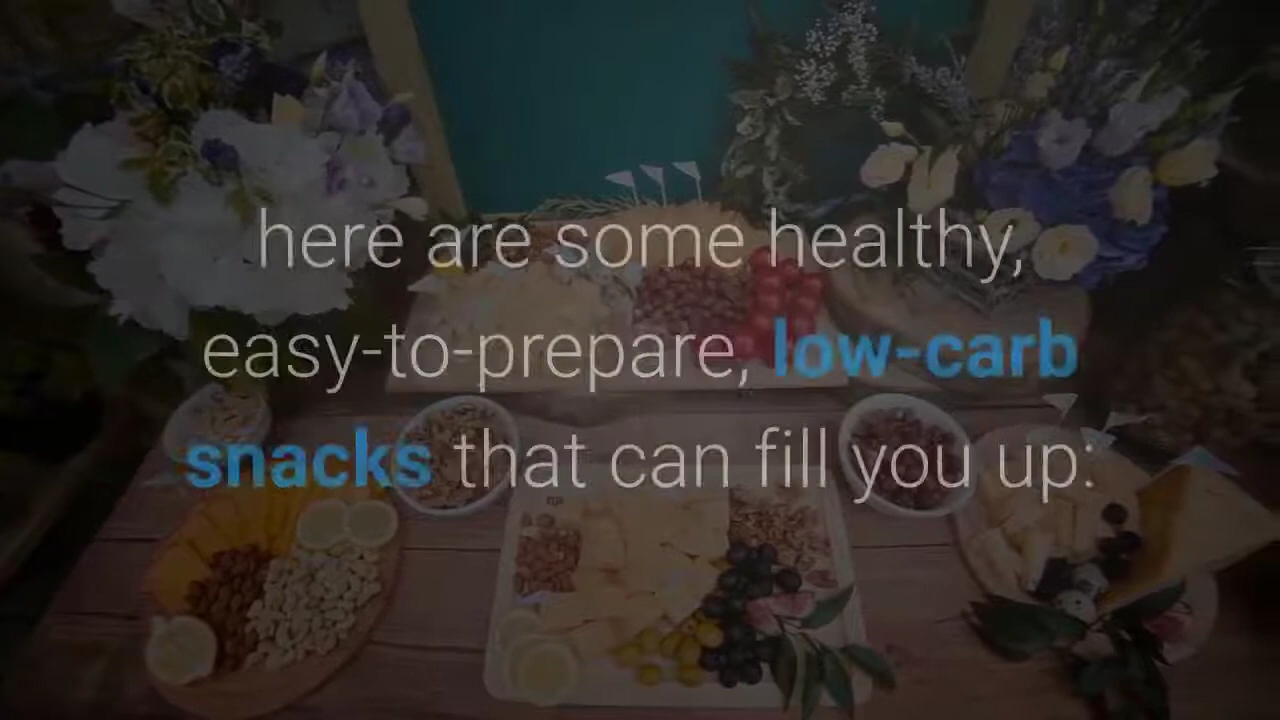 here are some healthy,
easy-to-prepare, low-carb
snacks that can fill you up: